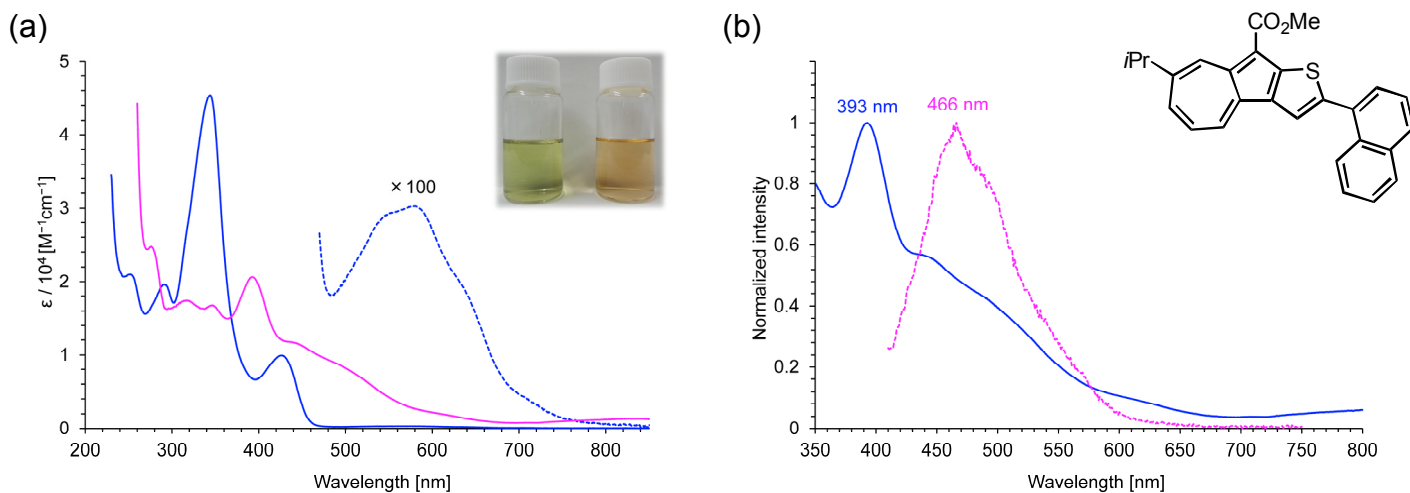 (a)
ε / 10⁴ [M⁻¹cm⁻¹]
5
4
3
2
1
0
× 100
200 300 400 500 600 700 800
Wavelength [nm]
(b)
Normalized intensity
1
0.8
0.6
0.4
0.2
0
393 nm
466 nm
350 400 450 500 550 600 650 700 750 800
Wavelength [nm]
CO₂Me
iPr
S